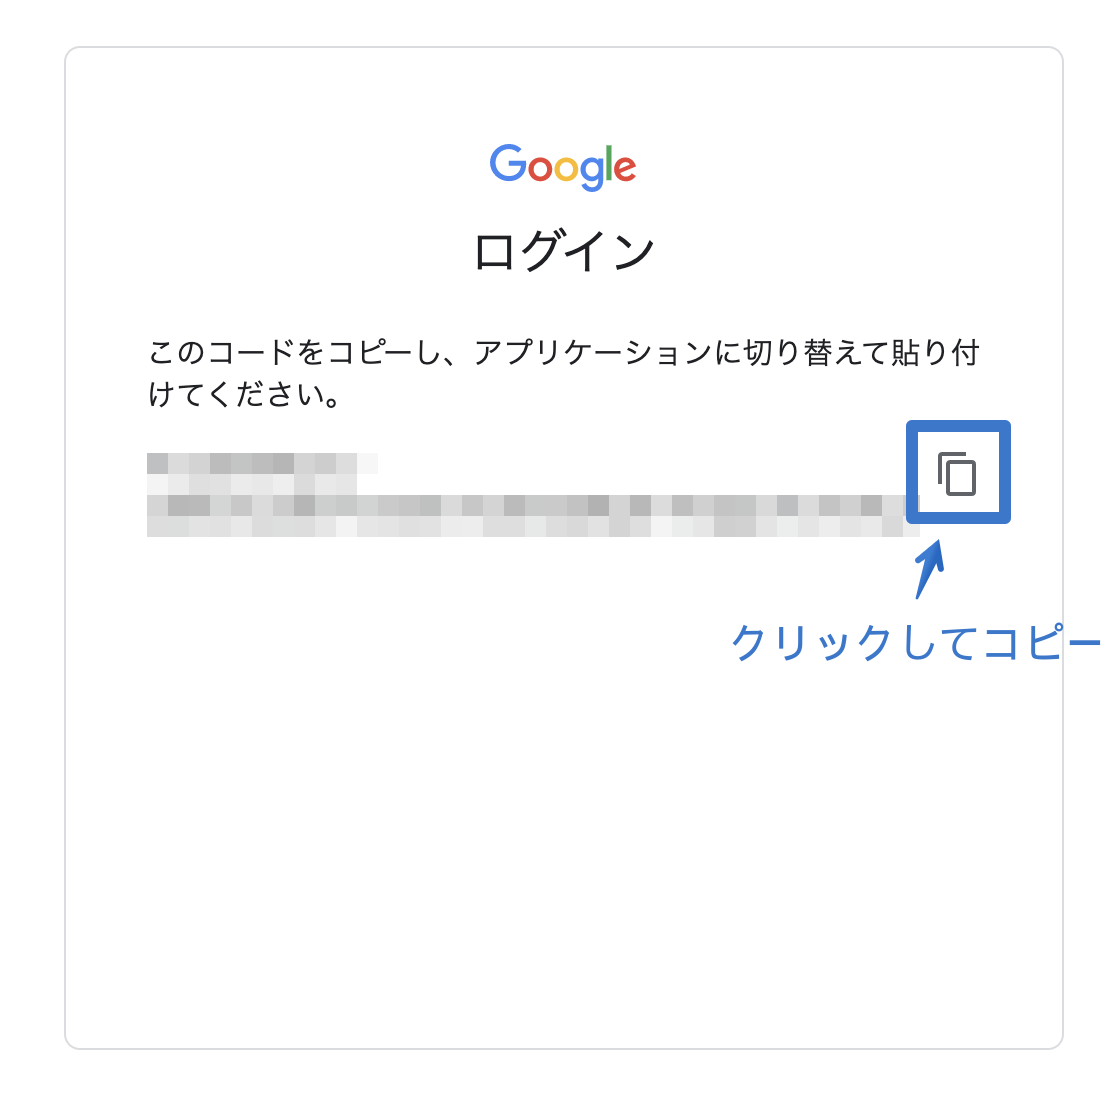 Google
ログイン
このコードをコピーし、アプリケーションに切り替えて貼り付
けてください。
クリックしてコピー